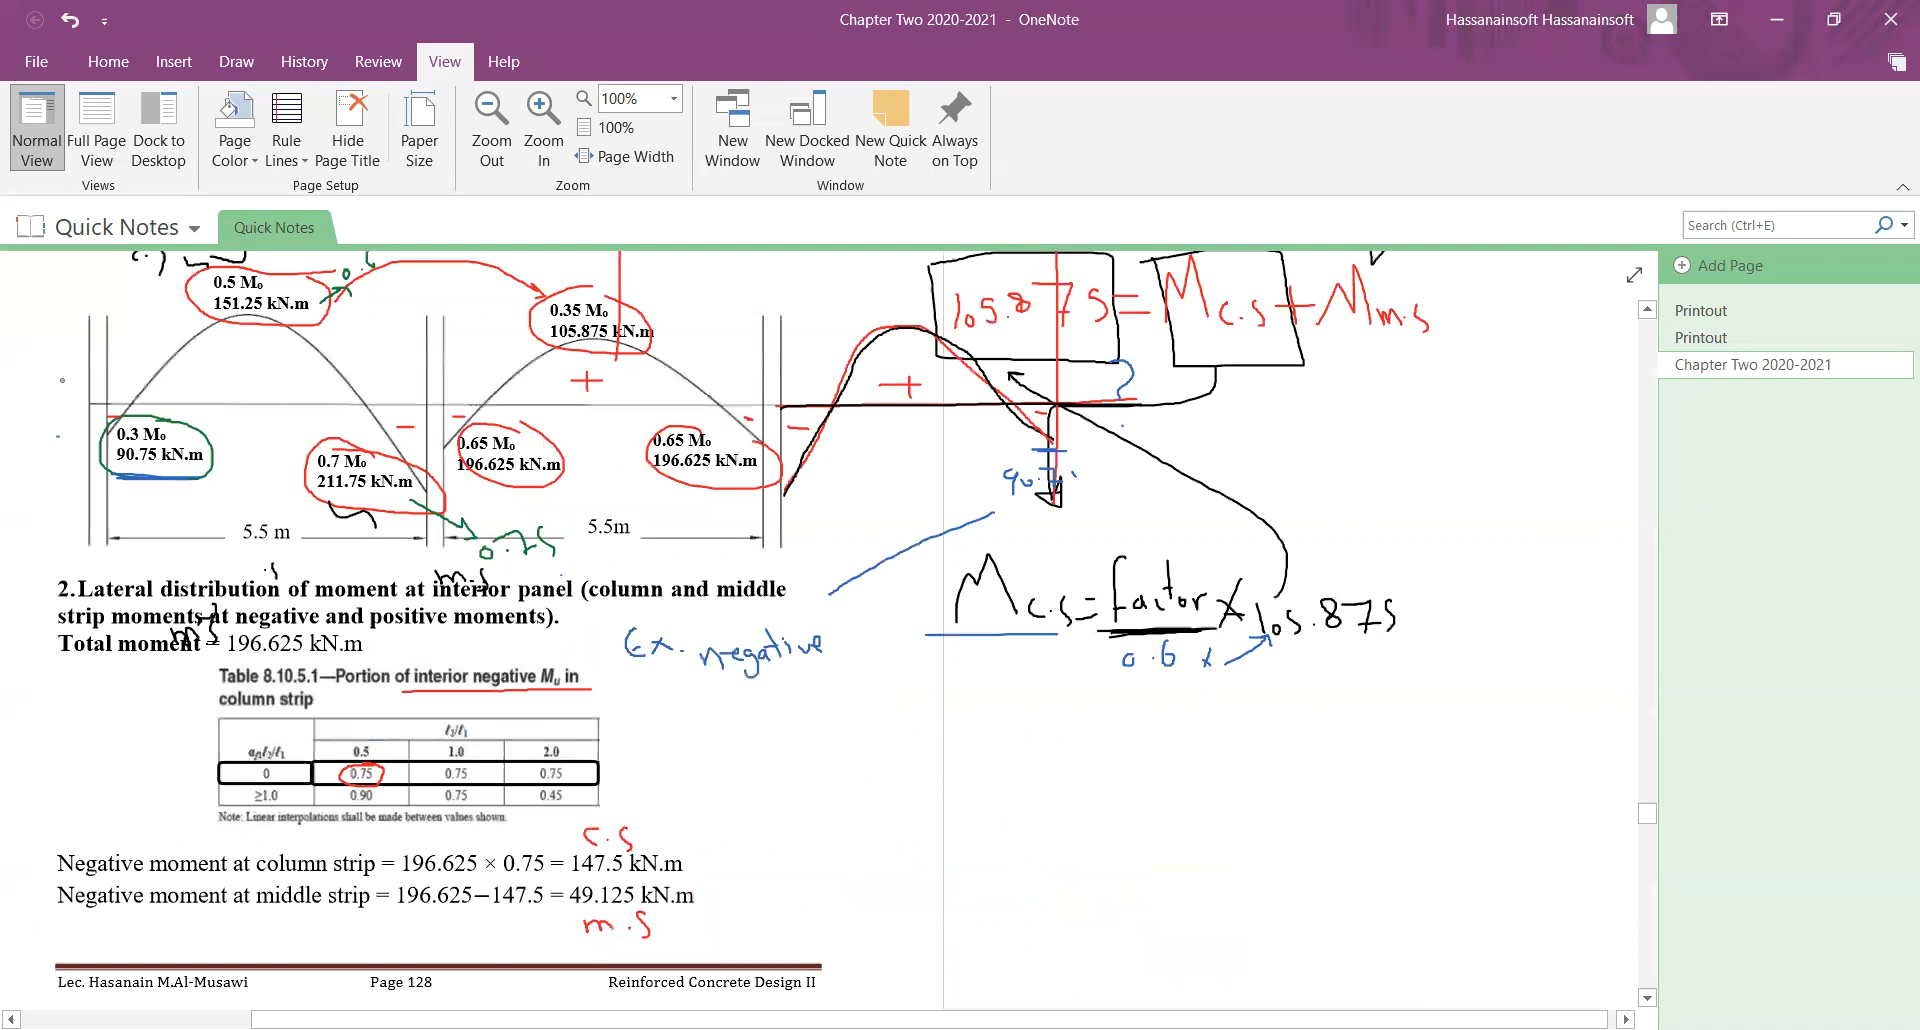 Chapter Two 2020-2021 - OneNote
Hassanainsoft Hassanainsoft
File Home Insert Draw History Review View Help
Normal View
Full Page View
Dock to Desktop
Views
Page Color
Rule Lines
Hide Page Title
Paper Size
Page Setup
Zoom Out
Zoom In
100%
100%
Page Width
Zoom
New Window
New Docked Window
New Quick Note
Always on Top
Window
Quick Notes
Quick Notes
Search (Ctrl+E)
Add Page
Printout
Printout
Chapter Two 2020-2021
0.5 Mo
151.25 kN.m
0.35 Mo
105.875 kN.m
+
105.875 = Mc.s + Mm.s
+
0.3 Mo
90.75 kN.m
0.7 Mo
211.75 kN.m
0.65 Mo
196.625 kN.m
0.65 Mo
196.625 kN.m
5.5 m
0.75
5.5m
m.s
2.Lateral distribution of moment at interior panel (column and middle
strip moments at negative and positive moments).
m.s
Total moment = 196.625 kN.m
Ex. negative
Mc.s = factor x 105.875
0.6 x
Table 8.10.5.1—Portion of interior negative Mu in
column strip
αf1ℓ2/ℓ1 ℓ2/ℓ1
0.5 1.0 2.0
0 0.75 0.75 0.75
≥1.0 0.90 0.75 0.45
Note: Linear interpolations shall be made between values shown.
c.s
Negative moment at column strip = 196.625 × 0.75 = 147.5 kN.m
Negative moment at middle strip = 196.625−147.5 = 49.125 kN.m
m.s
Lec. Hasanain M.Al-Musawi Page 128 Reinforced Concrete Design II